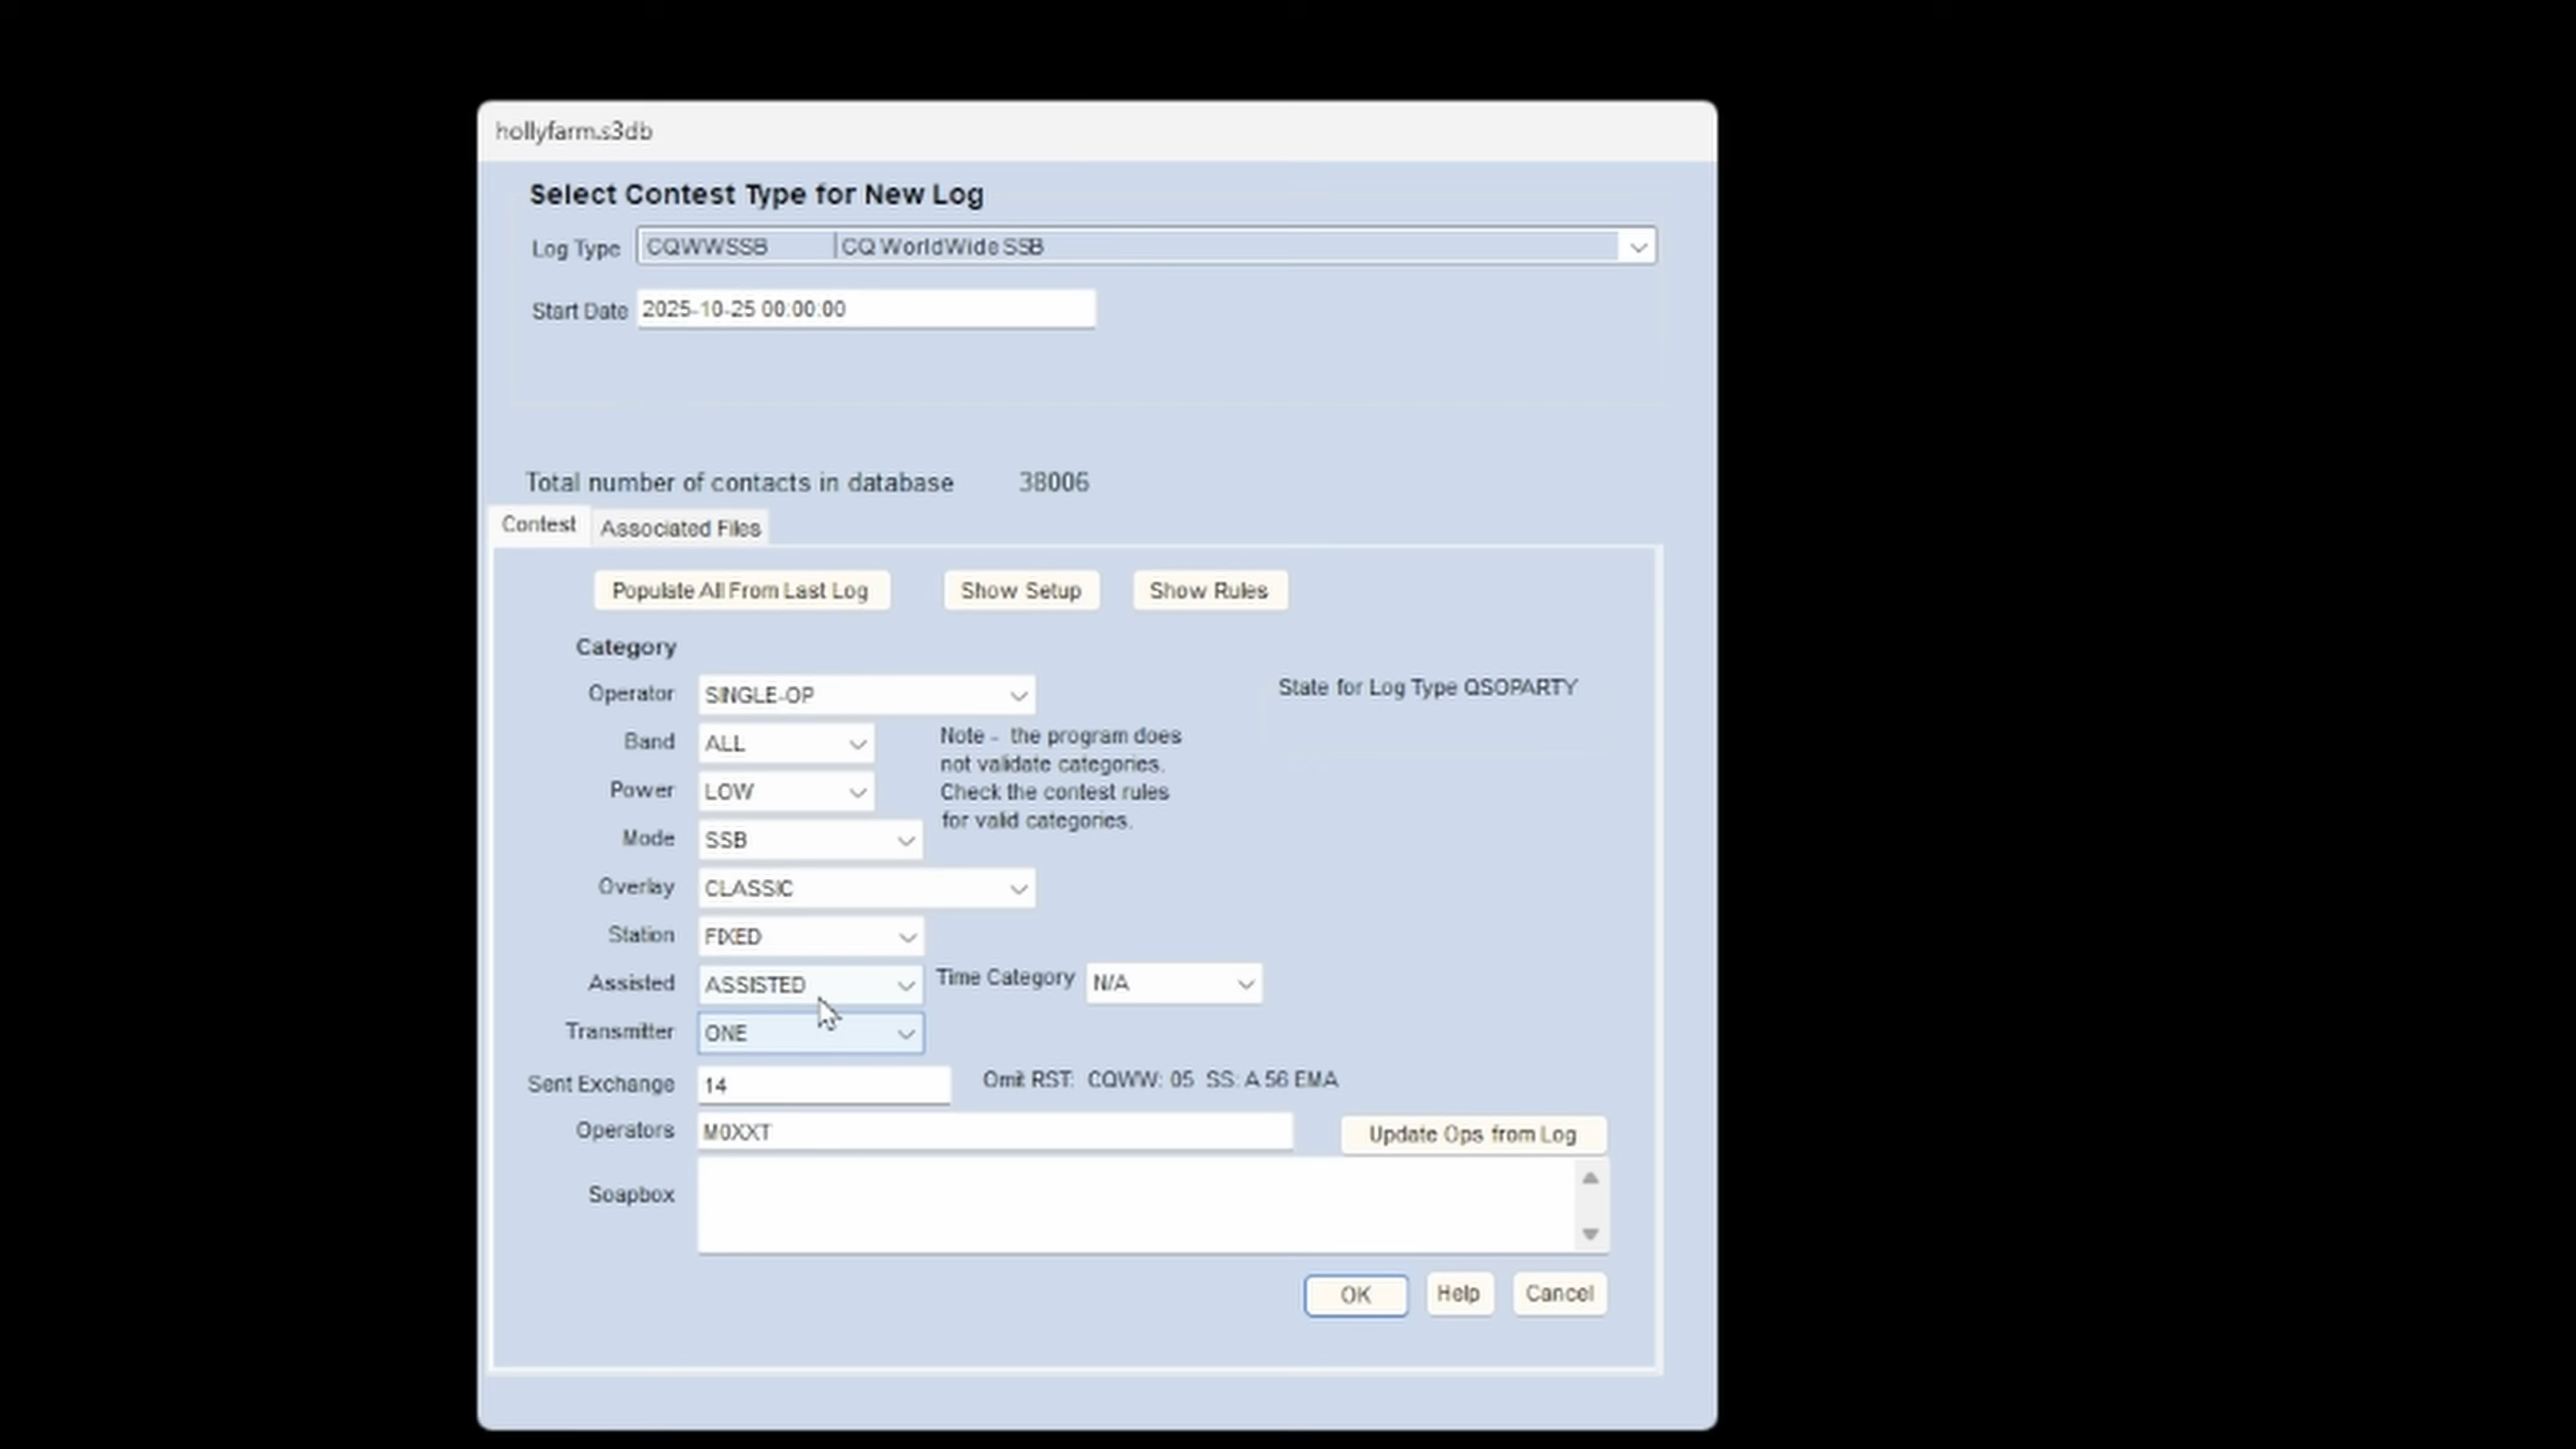 hollyfarm.s3db
Select Contest Type for New Log
Log Type CQWWSSB CQ WorldWide SSB
Start Date 2025-10-25 00:00:00
Total number of contacts in database 38006
Contest Associated Files
Populate All From Last Log Show Setup Show Rules
Category
Operator SINGLE-OP State for Log Type QSOPARTY
Band ALL Note - the program does
not validate categories.
Power LOW Check the contest rules
for valid categories.
Mode SSB
Overlay CLASSIC
Station FIXED
Assisted ASSISTED Time Category N/A
Transmitter ONE
Sent Exchange 14 Omit RST: CQWW: 05 SS: A 56 EMA
Operators M0XXT Update Ops from Log
Soapbox
OK Help Cancel